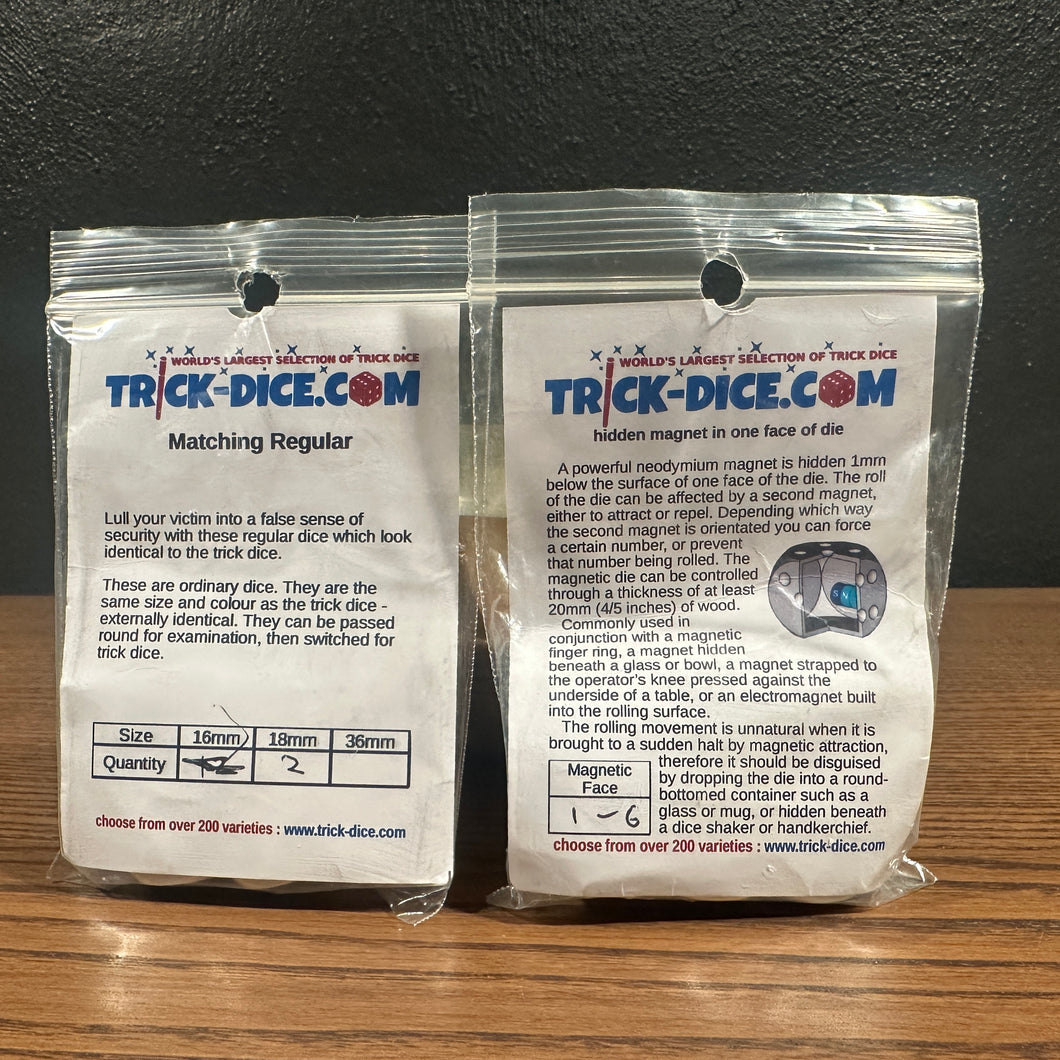 WORLD'S LARGEST SELECTION OF TRICK DICE
TRICK-DICE.COM
Matching Regular
Lull your victim into a false sense of
security with these regular dice which look
identical to the trick dice.
These are ordinary dice. They are the
same size and colour as the trick dice -
externally identical. They can be passed
round for examination, then switched for
trick dice.
Size 16mm 18mm 36mm
Quantity 2
choose from over 200 varieties : www.trick-dice.com
WORLD'S LARGEST SELECTION OF TRICK DICE
TRICK-DICE.COM
hidden magnet in one face of die
A powerful neodymium magnet is hidden 1mm
below the surface of one face of the die. The roll
of the die can be affected by a second magnet,
either to attract or repel. Depending which way
the second magnet is orientated you can force
a certain number, or prevent
that number being rolled. The
magnetic die can be controlled
through a thickness of at least
20mm (4/5 inches) of wood.
S N
Commonly used in
conjunction with a magnetic
finger ring, a magnet hidden
beneath a glass or bowl, a magnet strapped to
the operator's knee pressed against the
underside of a table, or an electromagnet built
into the rolling surface.
The rolling movement is unnatural when it is
brought to a sudden halt by magnetic attraction,
therefore it should be disguised
by dropping the die into a round-
bottomed container such as a
glass or mug, or hidden beneath
a dice shaker or handkerchief.
Magnetic
Face
1 - 6
choose from over 200 varieties : www.trick-dice.com